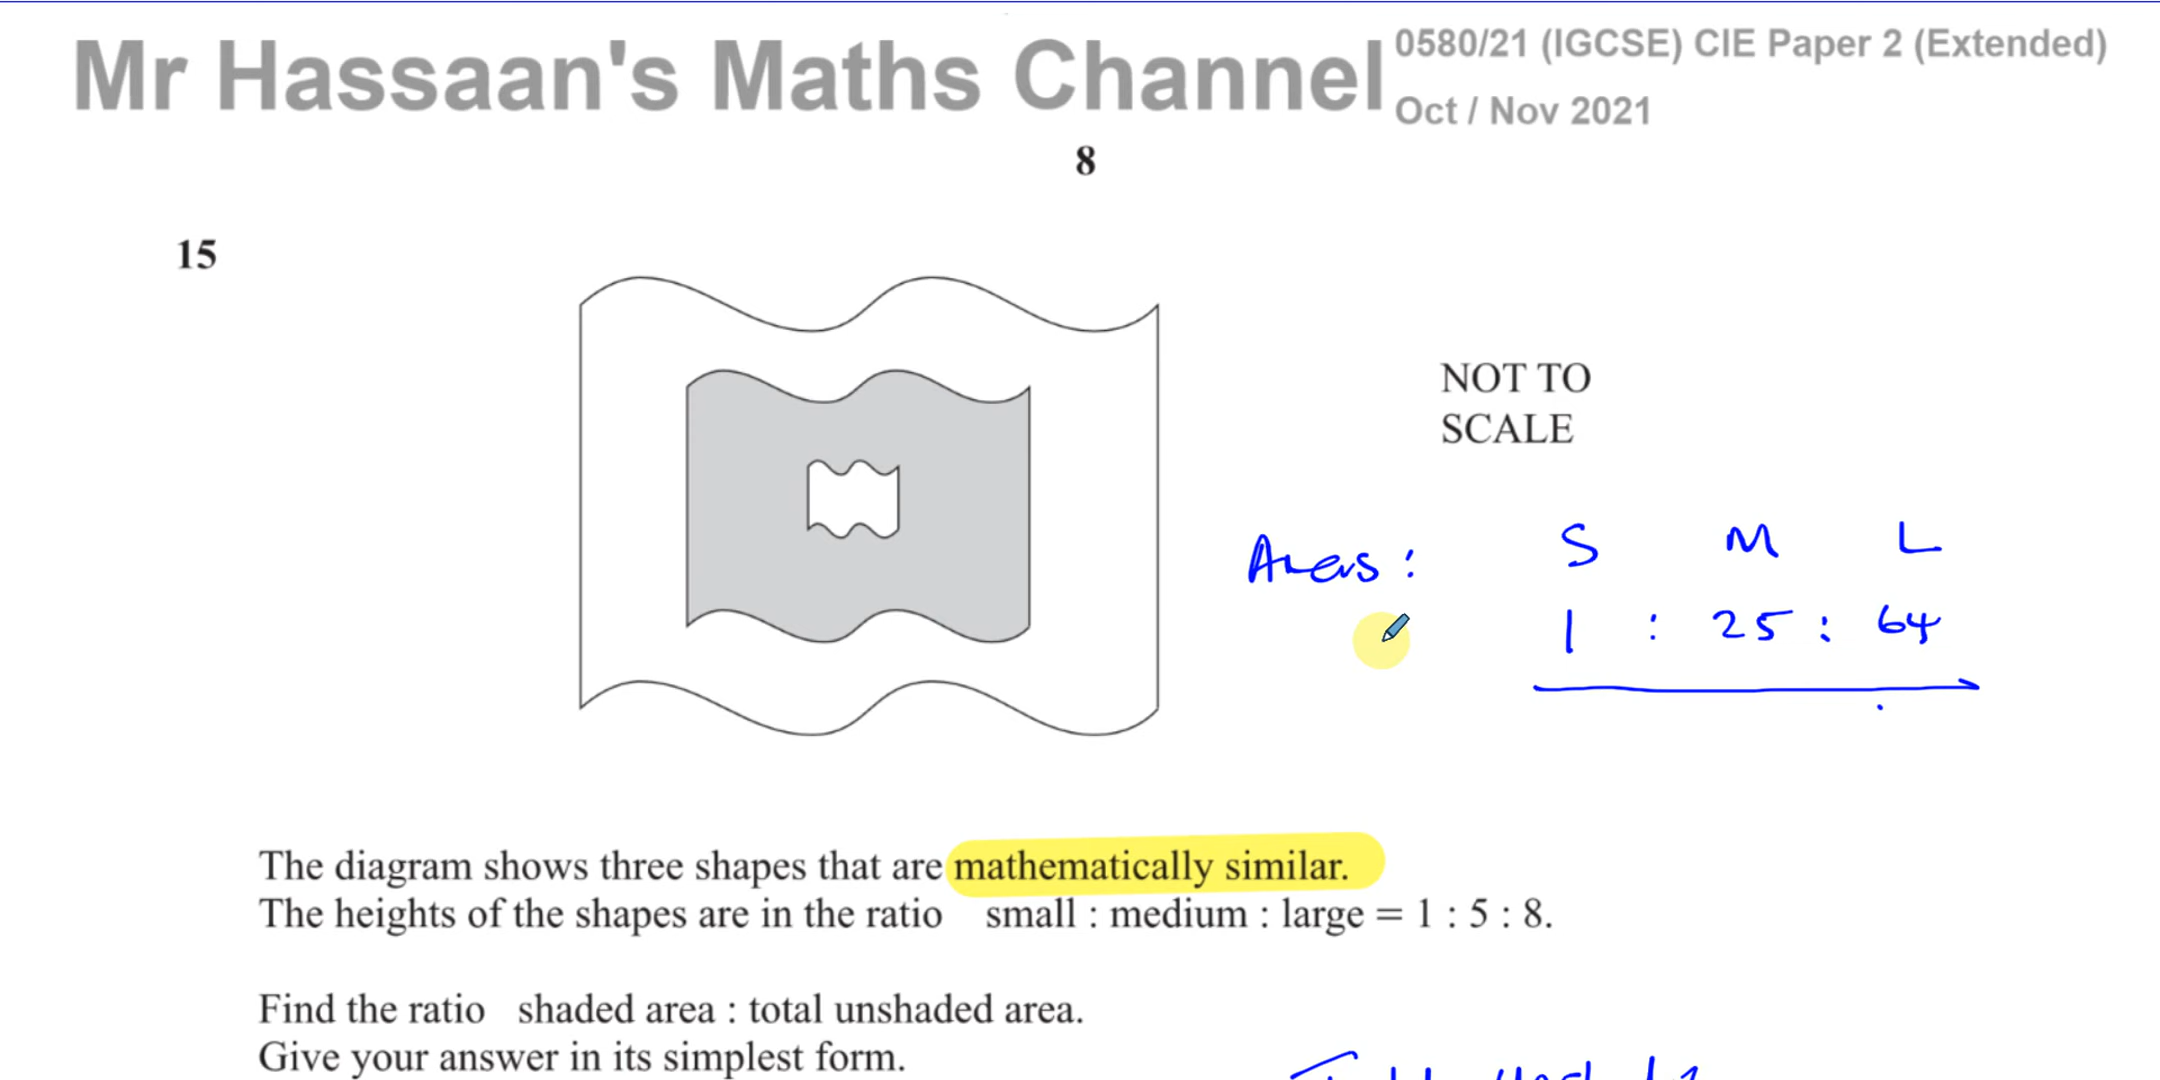 Mr Hassaan's Maths Channel
0580/21 (IGCSE) CIE Paper 2 (Extended)
Oct / Nov 2021
8
15
NOT TO
SCALE
Areas :
S M L
1 : 25 : 64
The diagram shows three shapes that are mathematically similar.
The heights of the shapes are in the ratio small : medium : large = 1 : 5 : 8.
Find the ratio shaded area : total unshaded area.
Give your answer in its simplest form.